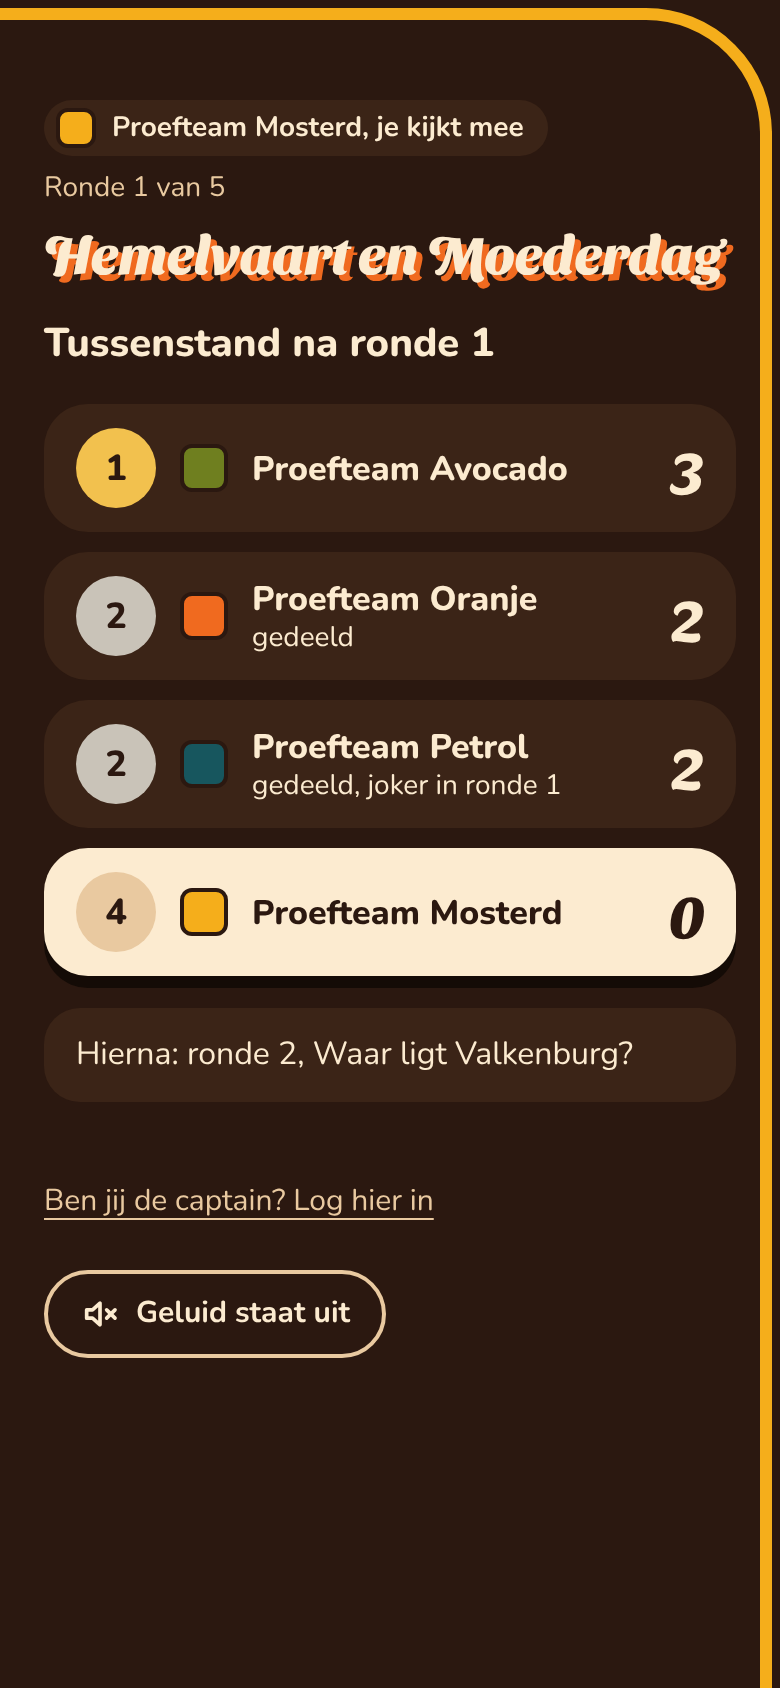 Proefteam Mosterd, je kijkt mee
Ronde 1 van 5
Hemelvaart en Moederdag
Tussenstand na ronde 1
1 Proefteam Avocado 3
2 Proefteam Oranje 2
gedeeld
2 Proefteam Petrol 2
gedeeld, joker in ronde 1
4 Proefteam Mosterd 0
Hierna: ronde 2, Waar ligt Valkenburg?
Ben jij de captain? Log hier in
Geluid staat uit